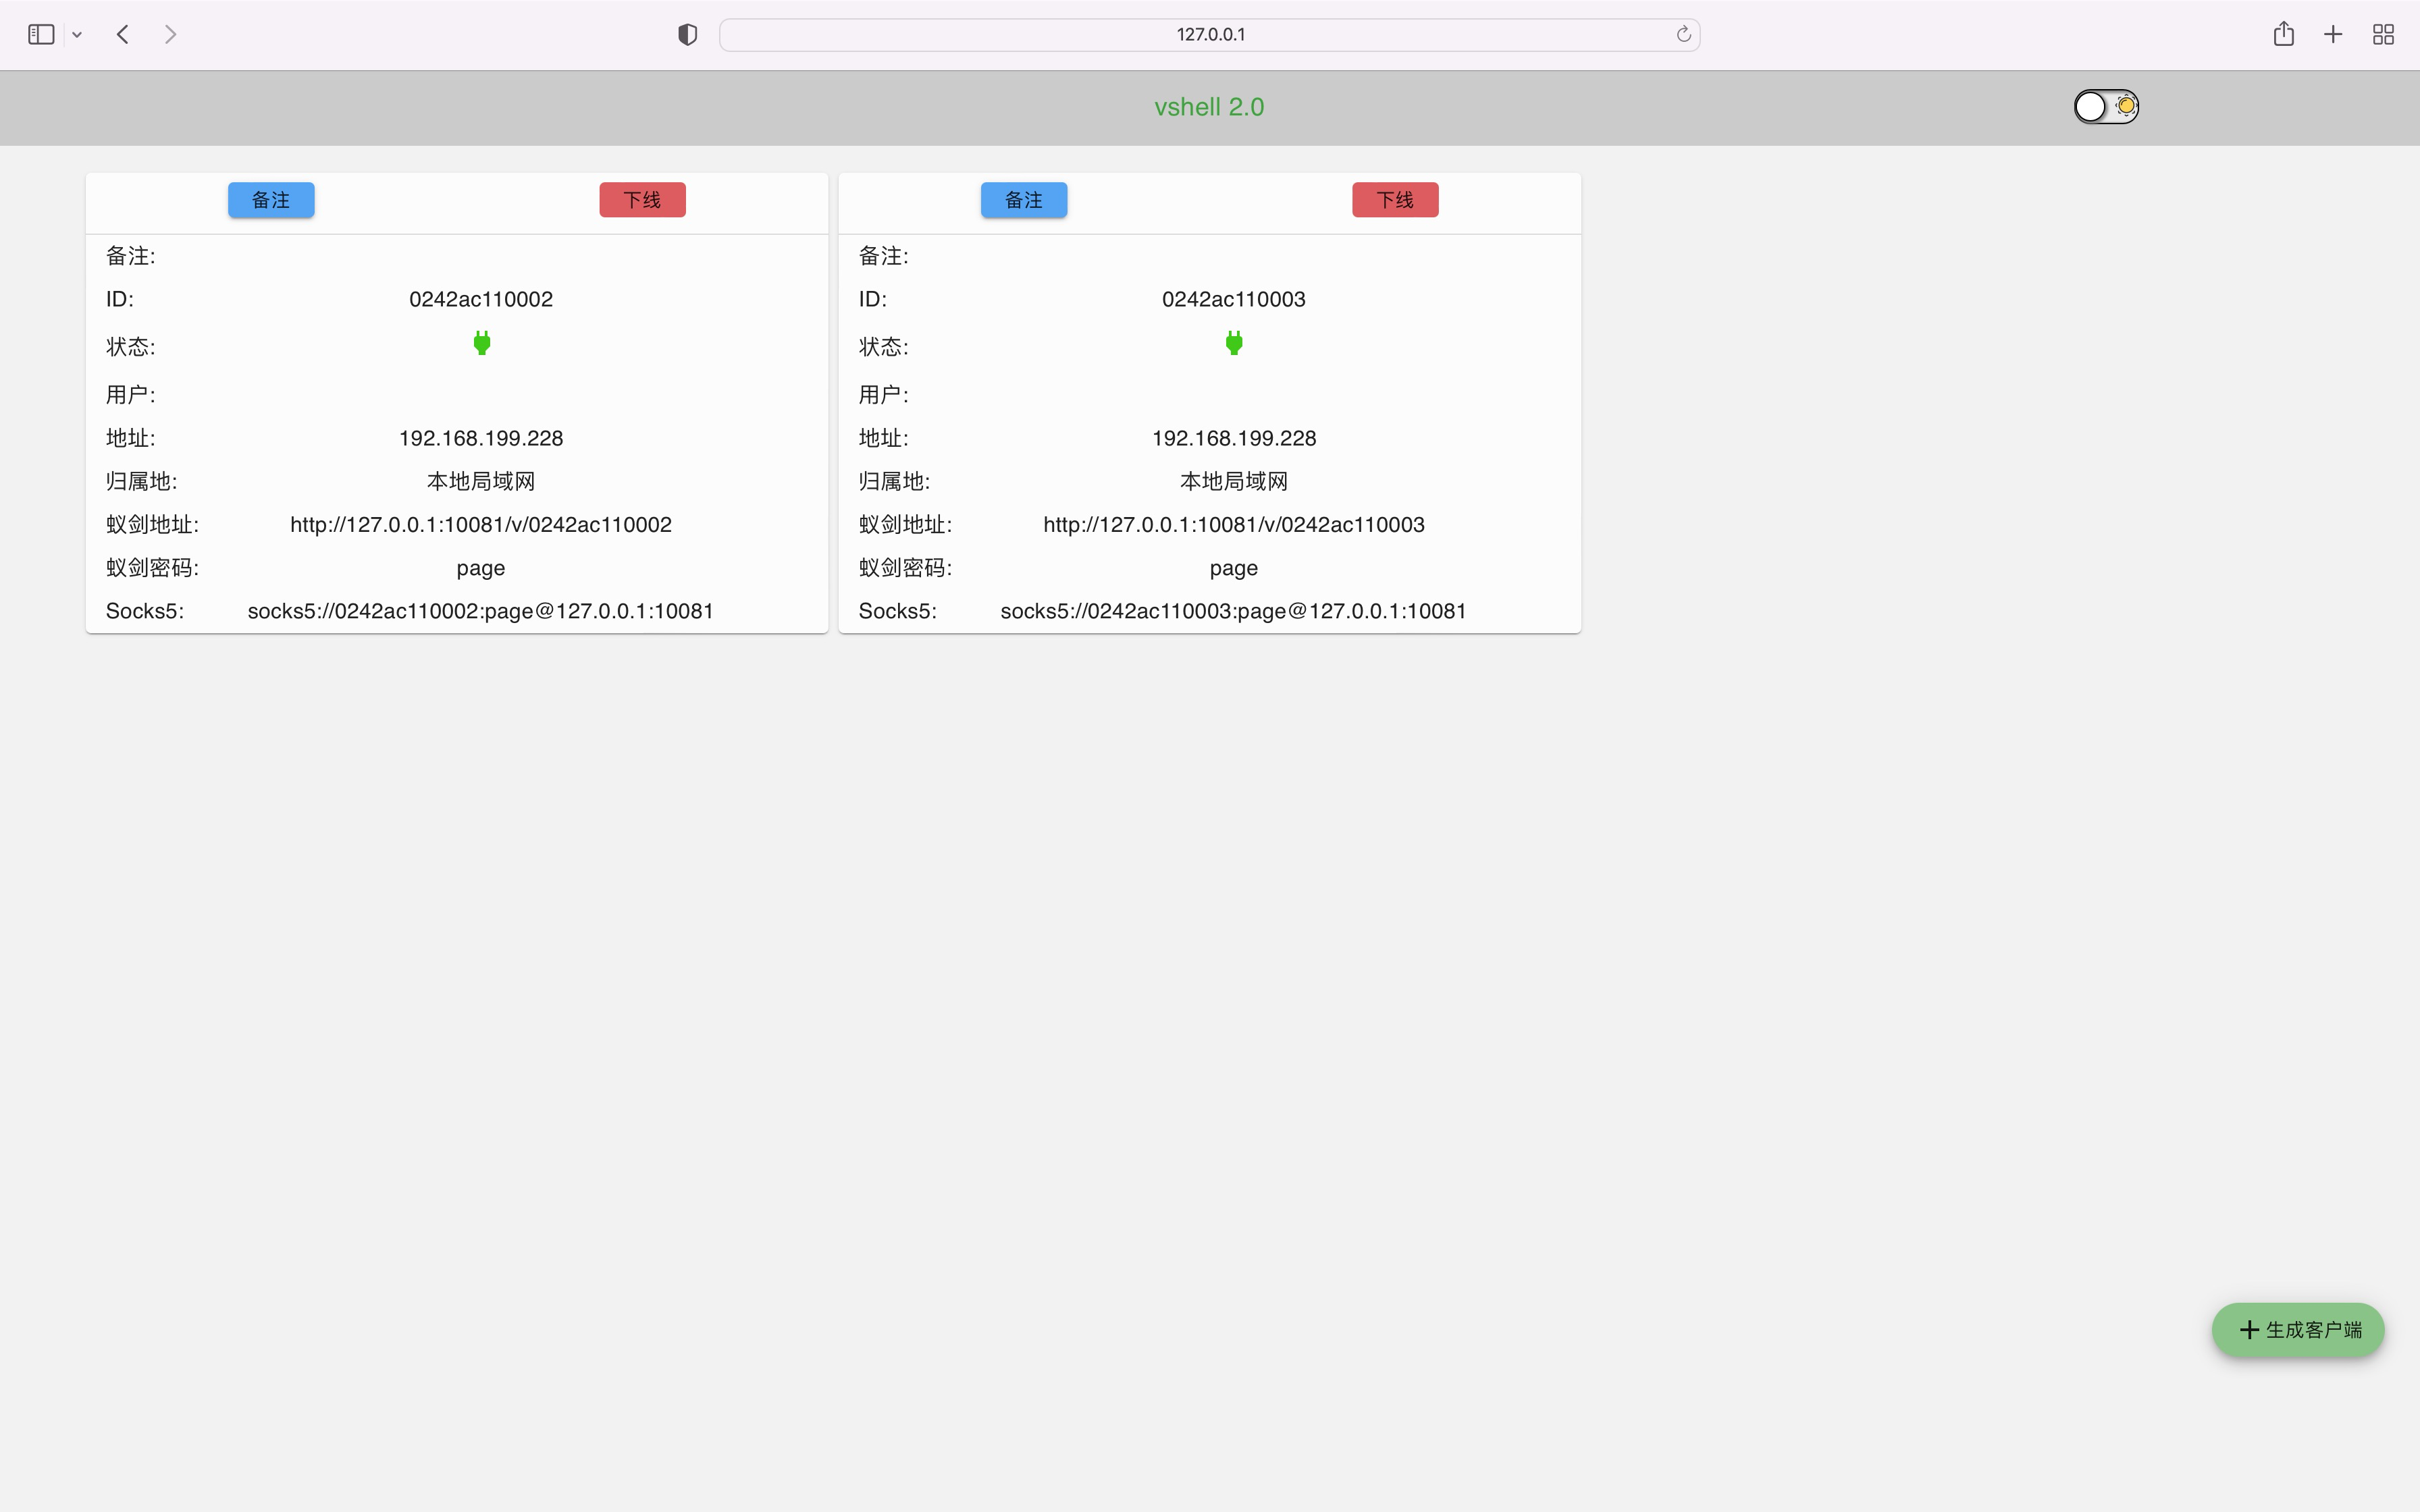 127.0.0.1
vshell 2.0
备注 下线
备注:
ID: 0242ac110002
状态:
用户:
地址: 192.168.199.228
归属地: 本地局域网
蚁剑地址: http://127.0.0.1:10081/v/0242ac110002
蚁剑密码: page
Socks5: socks5://0242ac110002:page@127.0.0.1:10081
备注 下线
备注:
ID: 0242ac110003
状态:
用户:
地址: 192.168.199.228
归属地: 本地局域网
蚁剑地址: http://127.0.0.1:10081/v/0242ac110003
蚁剑密码: page
Socks5: socks5://0242ac110003:page@127.0.0.1:10081
生成客户端